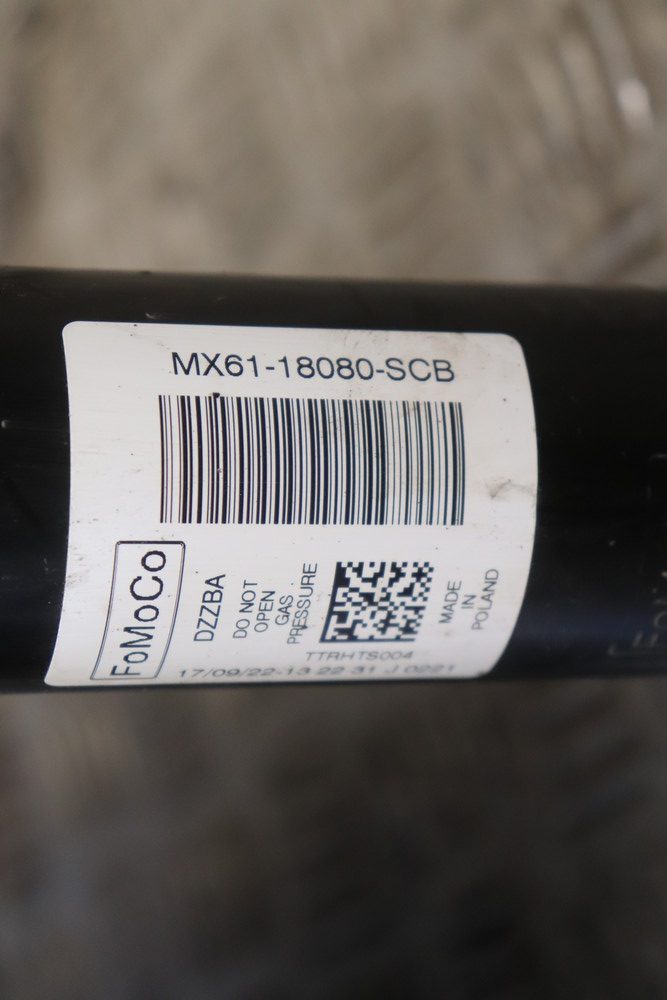 MX61-18080-SCB
FoMoCo
DZZBA
DO NOT
OPEN
GAS
PRESSURE
MADE
IN
POLAND
TTRHTS004
17/09/22-13 22 31 J 0221